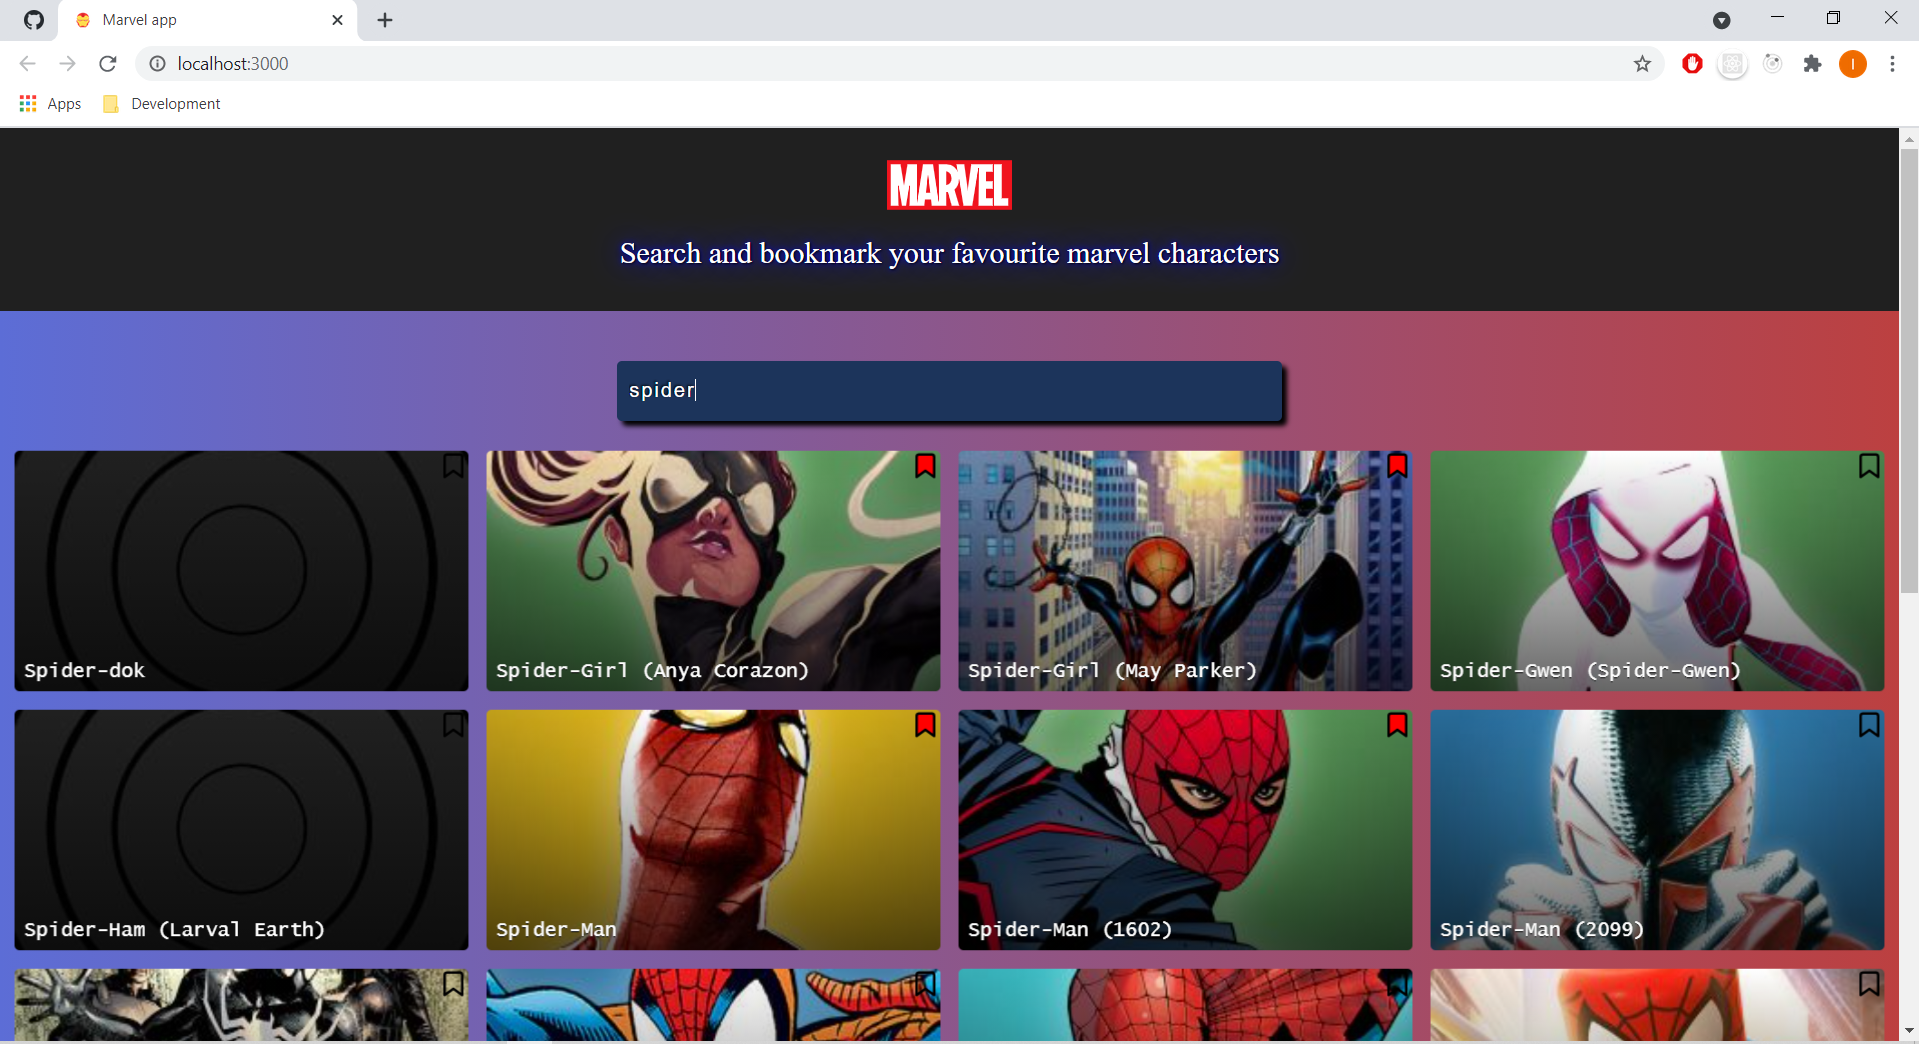 Marvel app
localhost:3000
I
Apps
Development
MARVEL
Search and bookmark your favourite marvel characters
spider
Spider-dok
Spider-Girl (Anya Corazon)
Spider-Girl (May Parker)
Spider-Gwen (Spider-Gwen)
Spider-Ham (Larval Earth)
Spider-Man
Spider-Man (1602)
Spider-Man (2099)